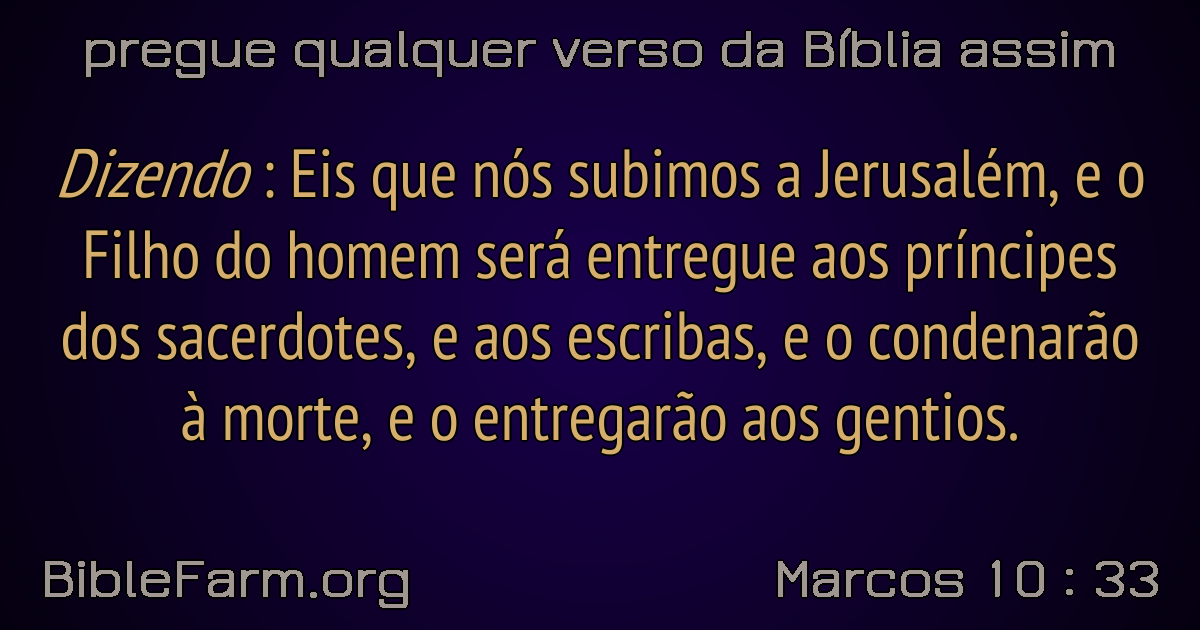 pregue qualquer verso da Bíblia assim
Dizendo : Eis que nós subimos a Jerusalém, e o
Filho do homem será entregue aos príncipes
dos sacerdotes, e aos escribas, e o condenarão
à morte, e o entregarão aos gentios.
BibleFarm.org
Marcos 10 : 33